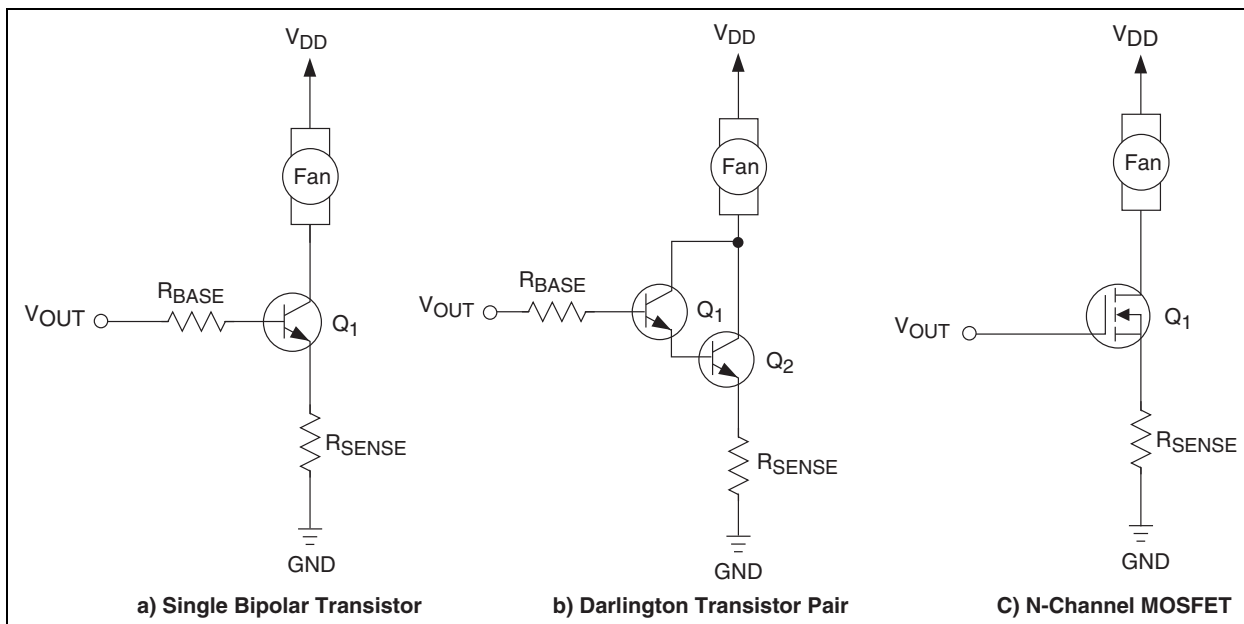 VDD
Fan
RBASE
VOUT
Q1
RSENSE
GND
a) Single Bipolar Transistor
VDD
Fan
RBASE
VOUT
Q1
Q2
RSENSE
GND
b) Darlington Transistor Pair
VDD
Fan
VOUT
Q1
RSENSE
GND
C) N-Channel MOSFET